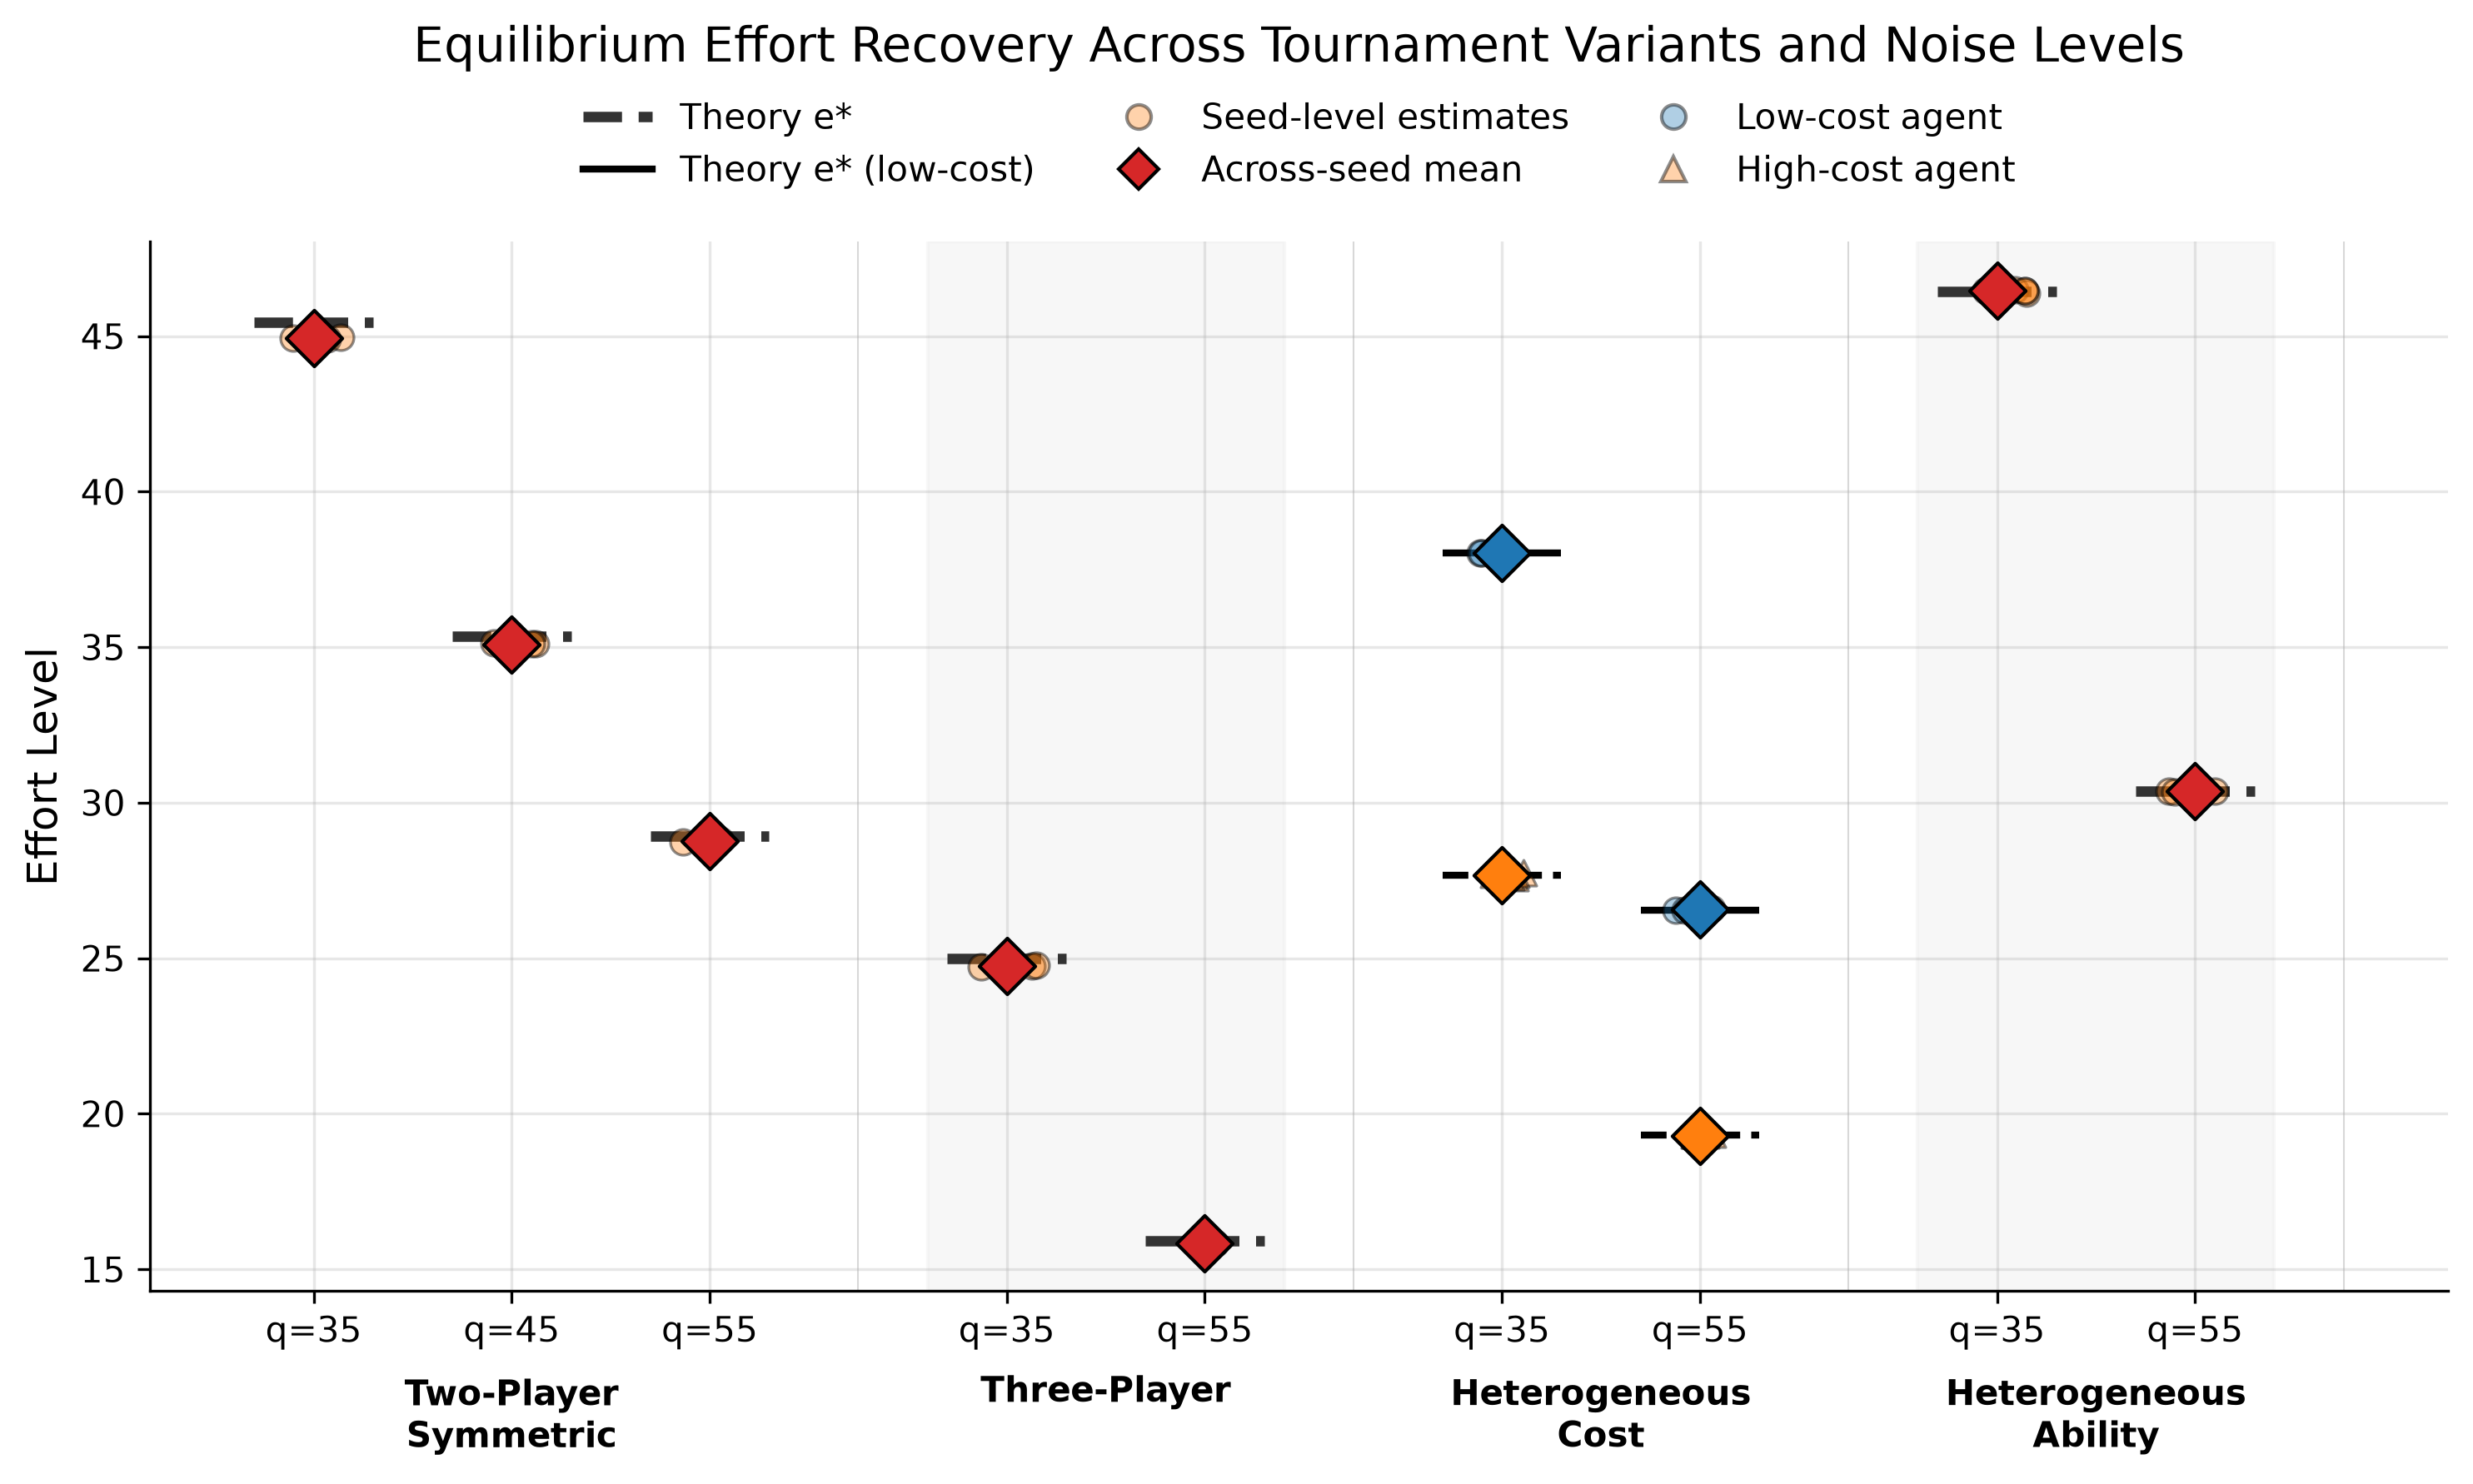 Equilibrium Effort Recovery Across Tournament Variants and Noise Levels
Theory e*
Theory e* (low-cost)
Seed-level estimates
Across-seed mean
Low-cost agent
High-cost agent
Effort Level
45
40
35
30
25
20
15
q=35
q=45
q=55
q=35
q=55
q=35
q=55
q=35
q=55
Two-Player
Symmetric
Three-Player
Heterogeneous
Cost
Heterogeneous
Ability